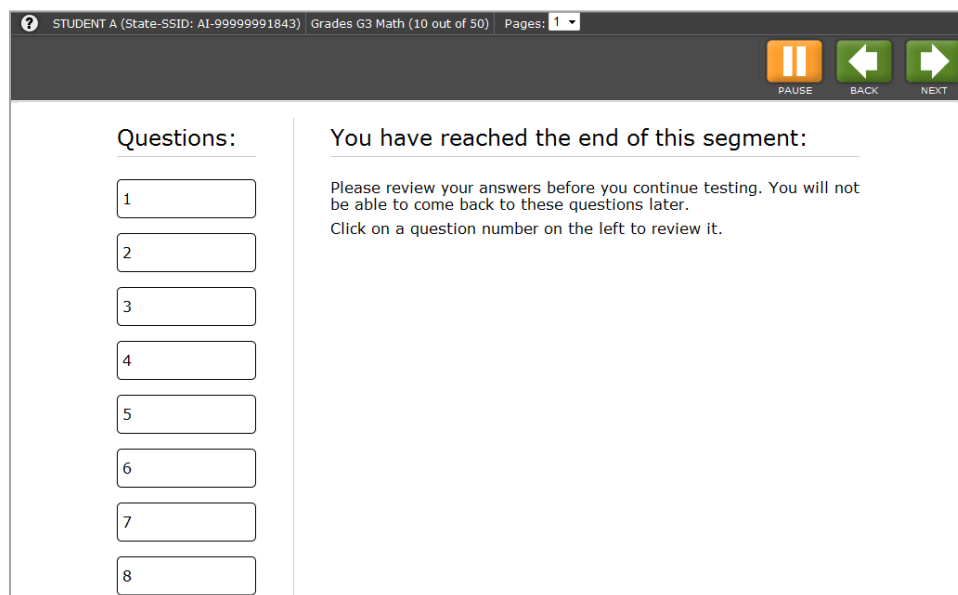 ? STUDENT A (State-SSID: AI-99999991843) Grades G3 Math (10 out of 50) Pages: 1
PAUSE BACK NEXT
Questions:
1
2
3
4
5
6
7
8
You have reached the end of this segment:
Please review your answers before you continue testing. You will not
be able to come back to these questions later.
Click on a question number on the left to review it.